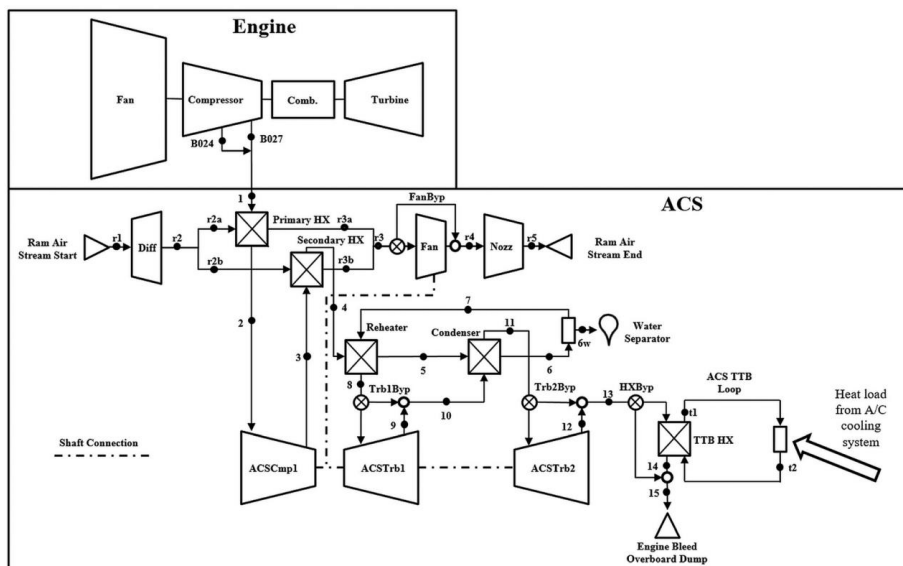 Engine
Fan
Compressor
Comb.
Turbine
B024
B027
ACS
1
FanByp
r2a
Primary HX
r3a
Ram Air
Stream Start
r1
Diff
r2
Secondary HX
r3
Fan
r4
Nozz
r5
Ram Air
Stream End
r2b
r3b
2
3
4
7
Reheater
Condenser
11
5
6
6w
Water
Separator
8
Trb1Byp
10
9
Trb2Byp
13
12
HXByp
ACS TTB
Loop
t1
TTB HX
t2
Heat load
from A/C
cooling
system
14
15
Shaft Connection
ACSCmp1
ACSTrb1
ACSTrb2
Engine Bleed
Overboard Dump